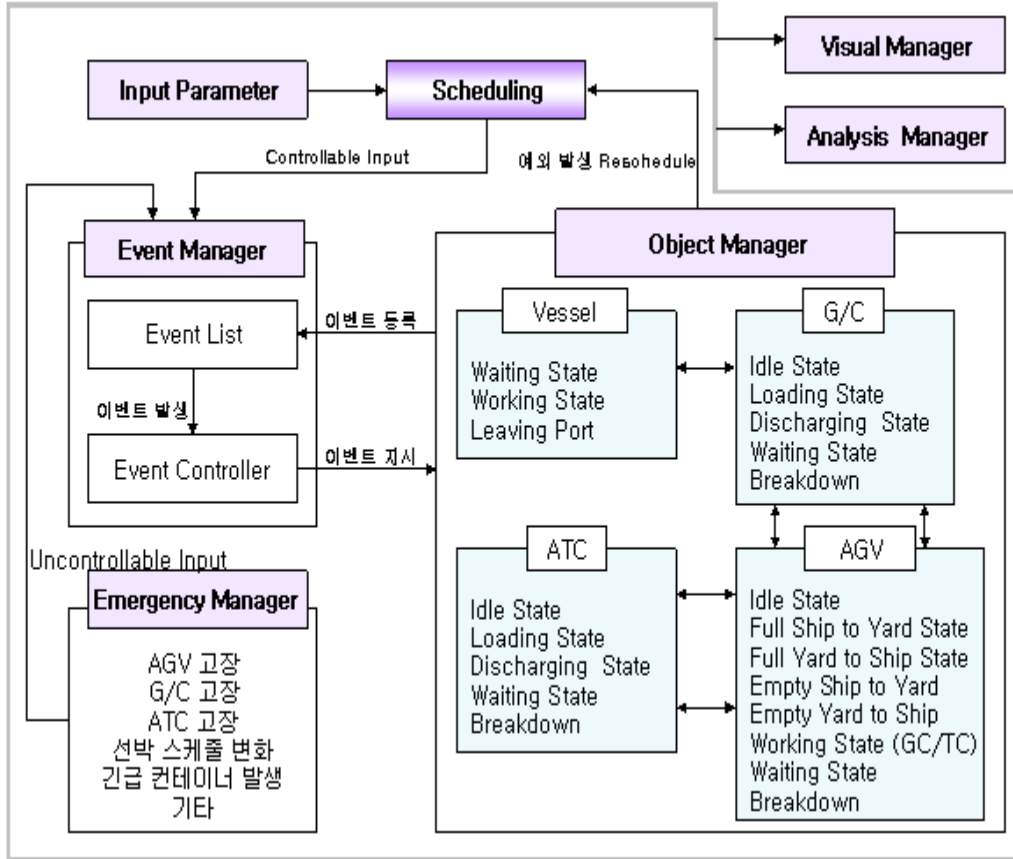 Visual Manager
Input Parameter
Scheduling
Analysis Manager
Controllable Input
예외 발생 Reschedule
Event Manager
Object Manager
Event List
이벤트 등록
이벤트 발생
Event Controller
이벤트 지시
Vessel
Waiting State
Working State
Leaving Port
G/C
Idle State
Loading State
Discharging State
Waiting State
Breakdown
Uncontrollable Input
Emergency Manager
AGV 고장
G/C 고장
ATC 고장
선박 스케줄 변화
긴급 컨테이너 발생
기타
ATC
Idle State
Loading State
Discharging State
Waiting State
Breakdown
AGV
Idle State
Full Ship to Yard State
Full Yard to Ship State
Empty Ship to Yard
Empty Yard to Ship
Working State (GC/TC)
Waiting State
Breakdown